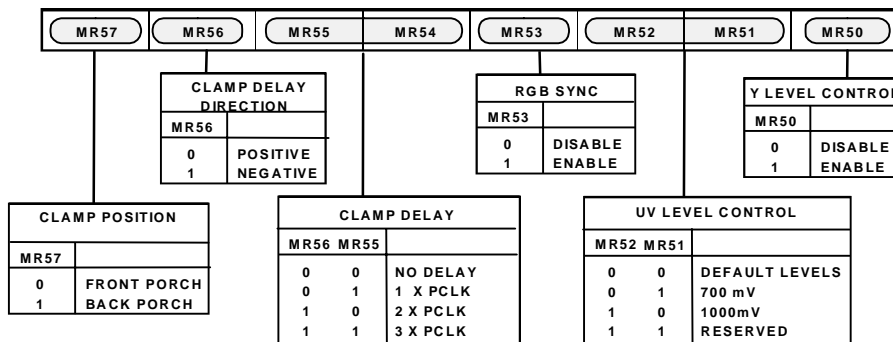 MR57 MR56 MR55 MR54 MR53 MR52 MR51 MR50
CLAMP DELAY
DIRECTION
MR56
0 POSITIVE
1 NEGATIVE
RGB SYNC
MR53
0 DISABLE
1 ENABLE
Y LEVEL CONTROL
MR50
0 DISABLE
1 ENABLE
CLAMP POSITION
MR57
0 FRONT PORCH
1 BACK PORCH
CLAMP DELAY
MR56 MR55
0 0 NO DELAY
0 1 1 X PCLK
1 0 2 X PCLK
1 1 3 X PCLK
UV LEVEL CONTROL
MR52 MR51
0 0 DEFAULT LEVELS
0 1 700 mV
1 0 1000mV
1 1 RESERVED